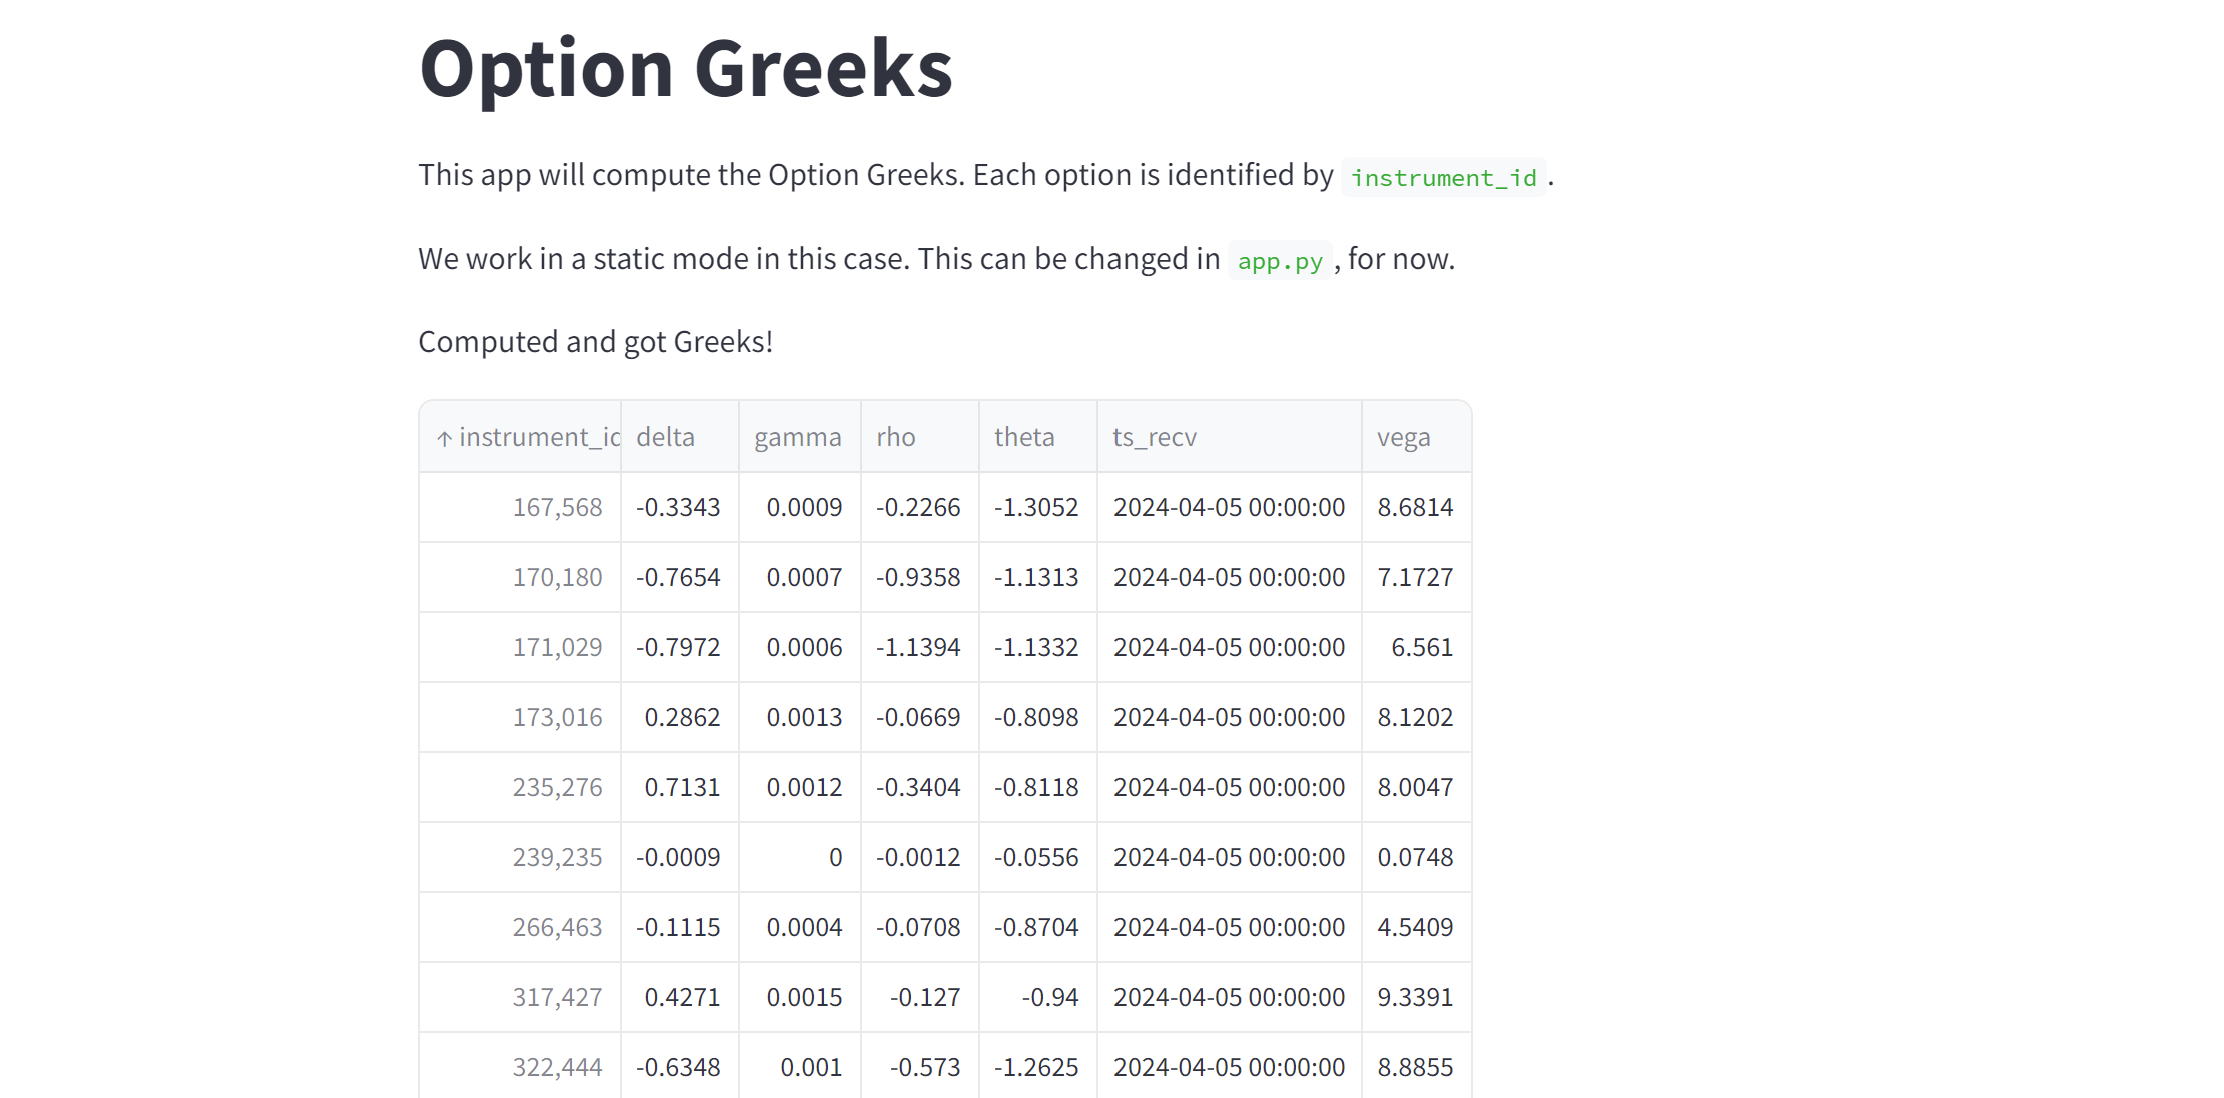 Option Greeks
This app will compute the Option Greeks. Each option is identified by instrument_id .
We work in a static mode in this case. This can be changed in app.py , for now.
Computed and got Greeks!
↑ instrument_id delta gamma rho theta ts_recv vega
167,568 -0.3343 0.0009 -0.2266 -1.3052 2024-04-05 00:00:00 8.6814
170,180 -0.7654 0.0007 -0.9358 -1.1313 2024-04-05 00:00:00 7.1727
171,029 -0.7972 0.0006 -1.1394 -1.1332 2024-04-05 00:00:00 6.561
173,016 0.2862 0.0013 -0.0669 -0.8098 2024-04-05 00:00:00 8.1202
235,276 0.7131 0.0012 -0.3404 -0.8118 2024-04-05 00:00:00 8.0047
239,235 -0.0009 0 -0.0012 -0.0556 2024-04-05 00:00:00 0.0748
266,463 -0.1115 0.0004 -0.0708 -0.8704 2024-04-05 00:00:00 4.5409
317,427 0.4271 0.0015 -0.127 -0.94 2024-04-05 00:00:00 9.3391
322,444 -0.6348 0.001 -0.573 -1.2625 2024-04-05 00:00:00 8.8855